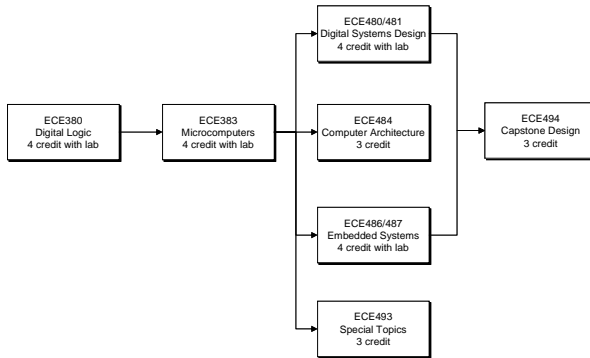 ECE380
Digital Logic
4 credit with lab
ECE383
Microcomputers
4 credit with lab
ECE480/481
Digital Systems Design
4 credit with lab
ECE484
Computer Architecture
3 credit
ECE486/487
Embedded Systems
4 credit with lab
ECE493
Special Topics
3 credit
ECE494
Capstone Design
3 credit